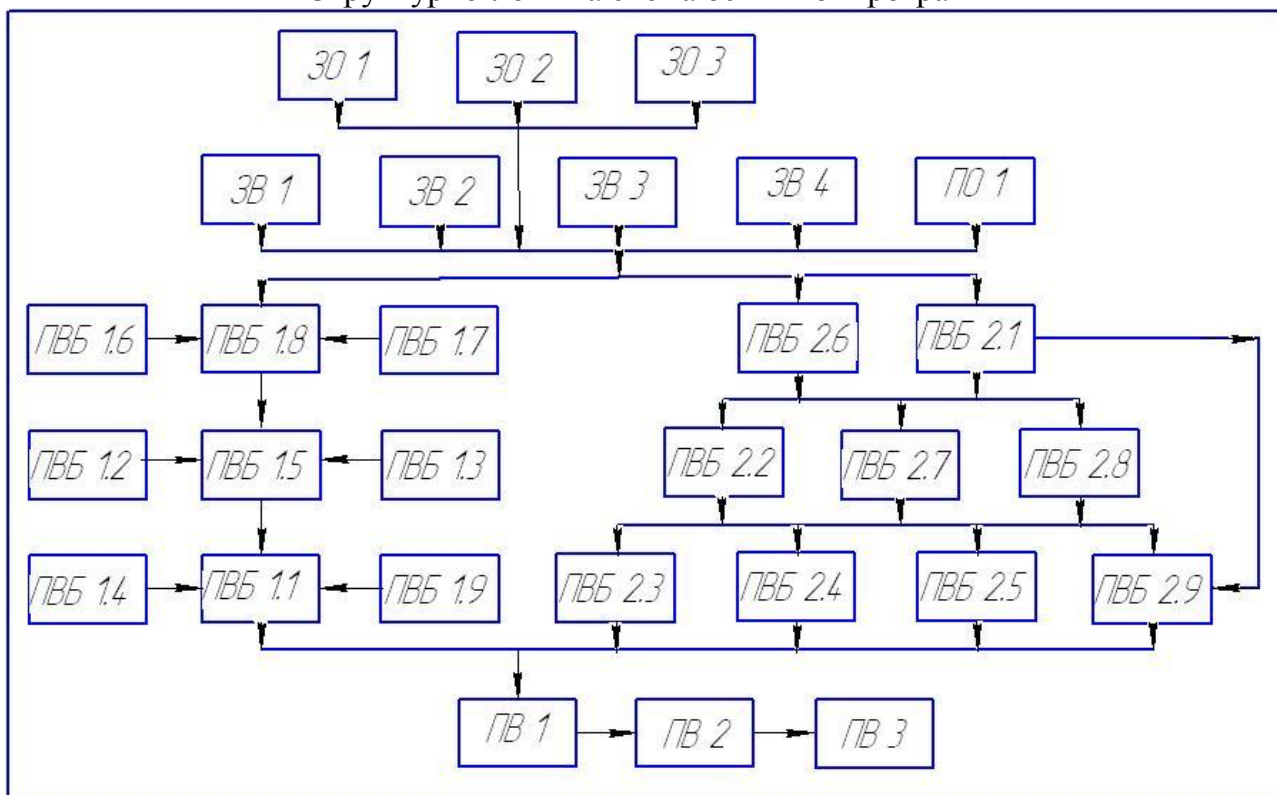 ЗО 1 ЗО 2 ЗО 3
ЗВ 1 ЗВ 2 ЗВ 3 ЗВ 4 ПО 1
ПВБ 1.6 ПВБ 1.8 ПВБ 1.7 ПВБ 2.6 ПВБ 2.1
ПВБ 1.2 ПВБ 1.5 ПВБ 1.3 ПВБ 2.2 ПВБ 2.7 ПВБ 2.8
ПВБ 1.4 ПВБ 1.1 ПВБ 1.9 ПВБ 2.3 ПВБ 2.4 ПВБ 2.5 ПВБ 2.9
ПВ 1 ПВ 2 ПВ 3